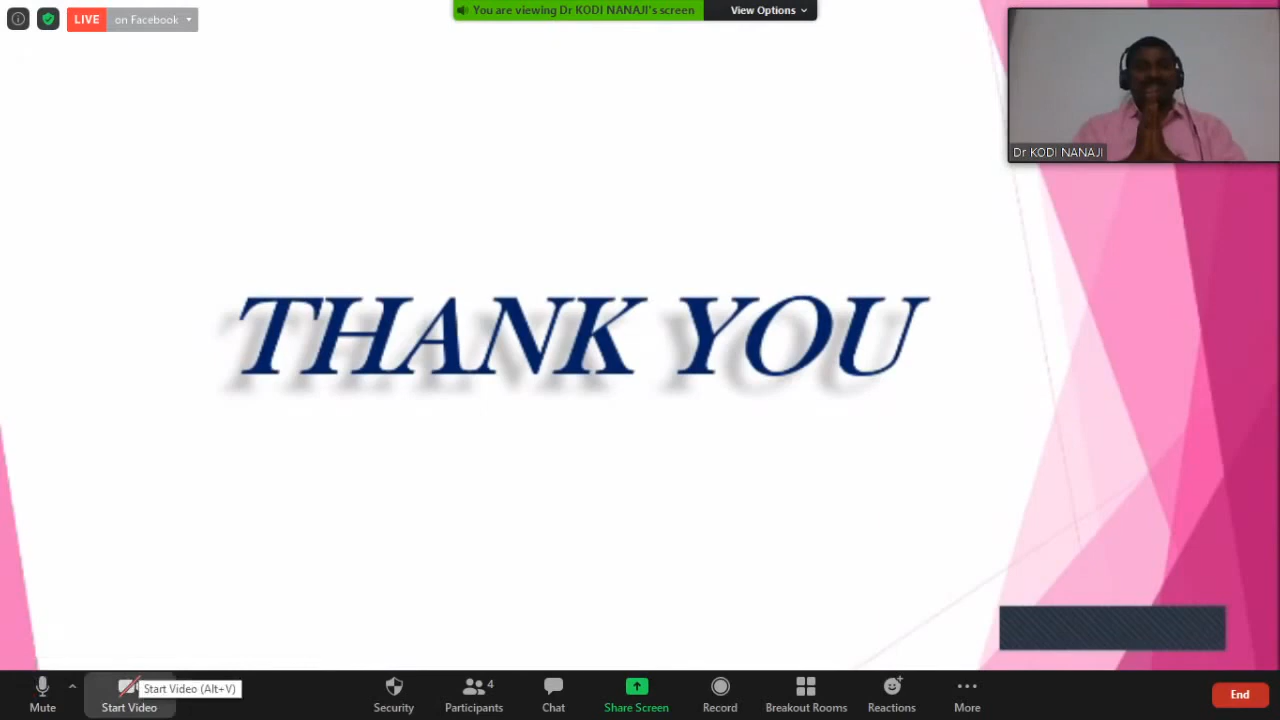 LIVE on Facebook
You are viewing Dr KODI NANAJI's screen View Options
Dr KODI NANAJI
THANK YOU
Start Video (Alt+V)
4
Mute Start Video Security Participants Chat Share Screen Record Breakout Rooms Reactions More End